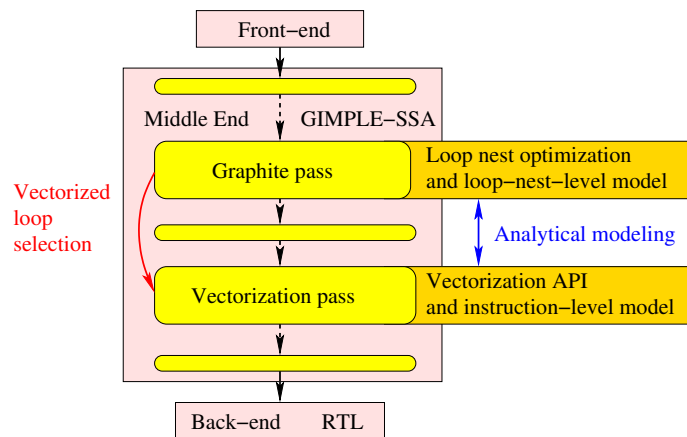 Front−end
Middle End GIMPLE−SSA
Graphite pass
Loop nest optimization
and loop−nest−level model
Vectorized
loop
selection
Analytical modeling
Vectorization pass
Vectorization API
and instruction−level model
Back−end RTL